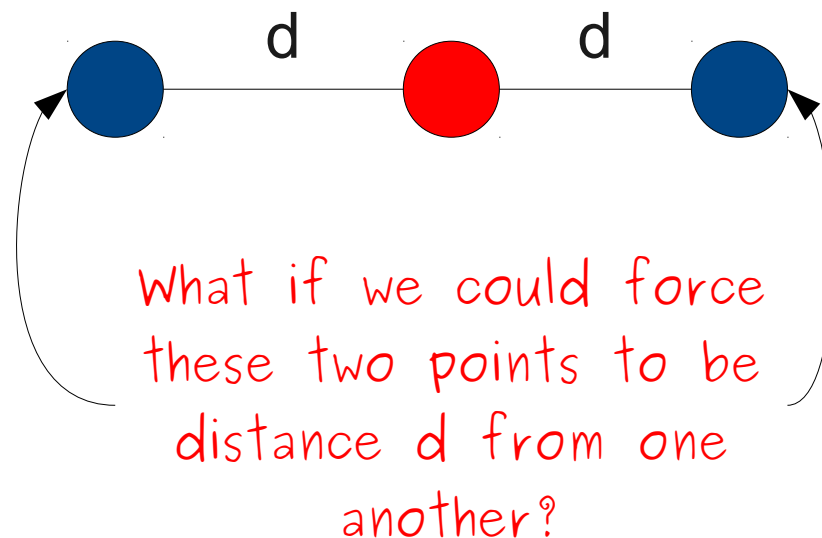 d d
What if we could force
these two points to be
distance d from one
another?